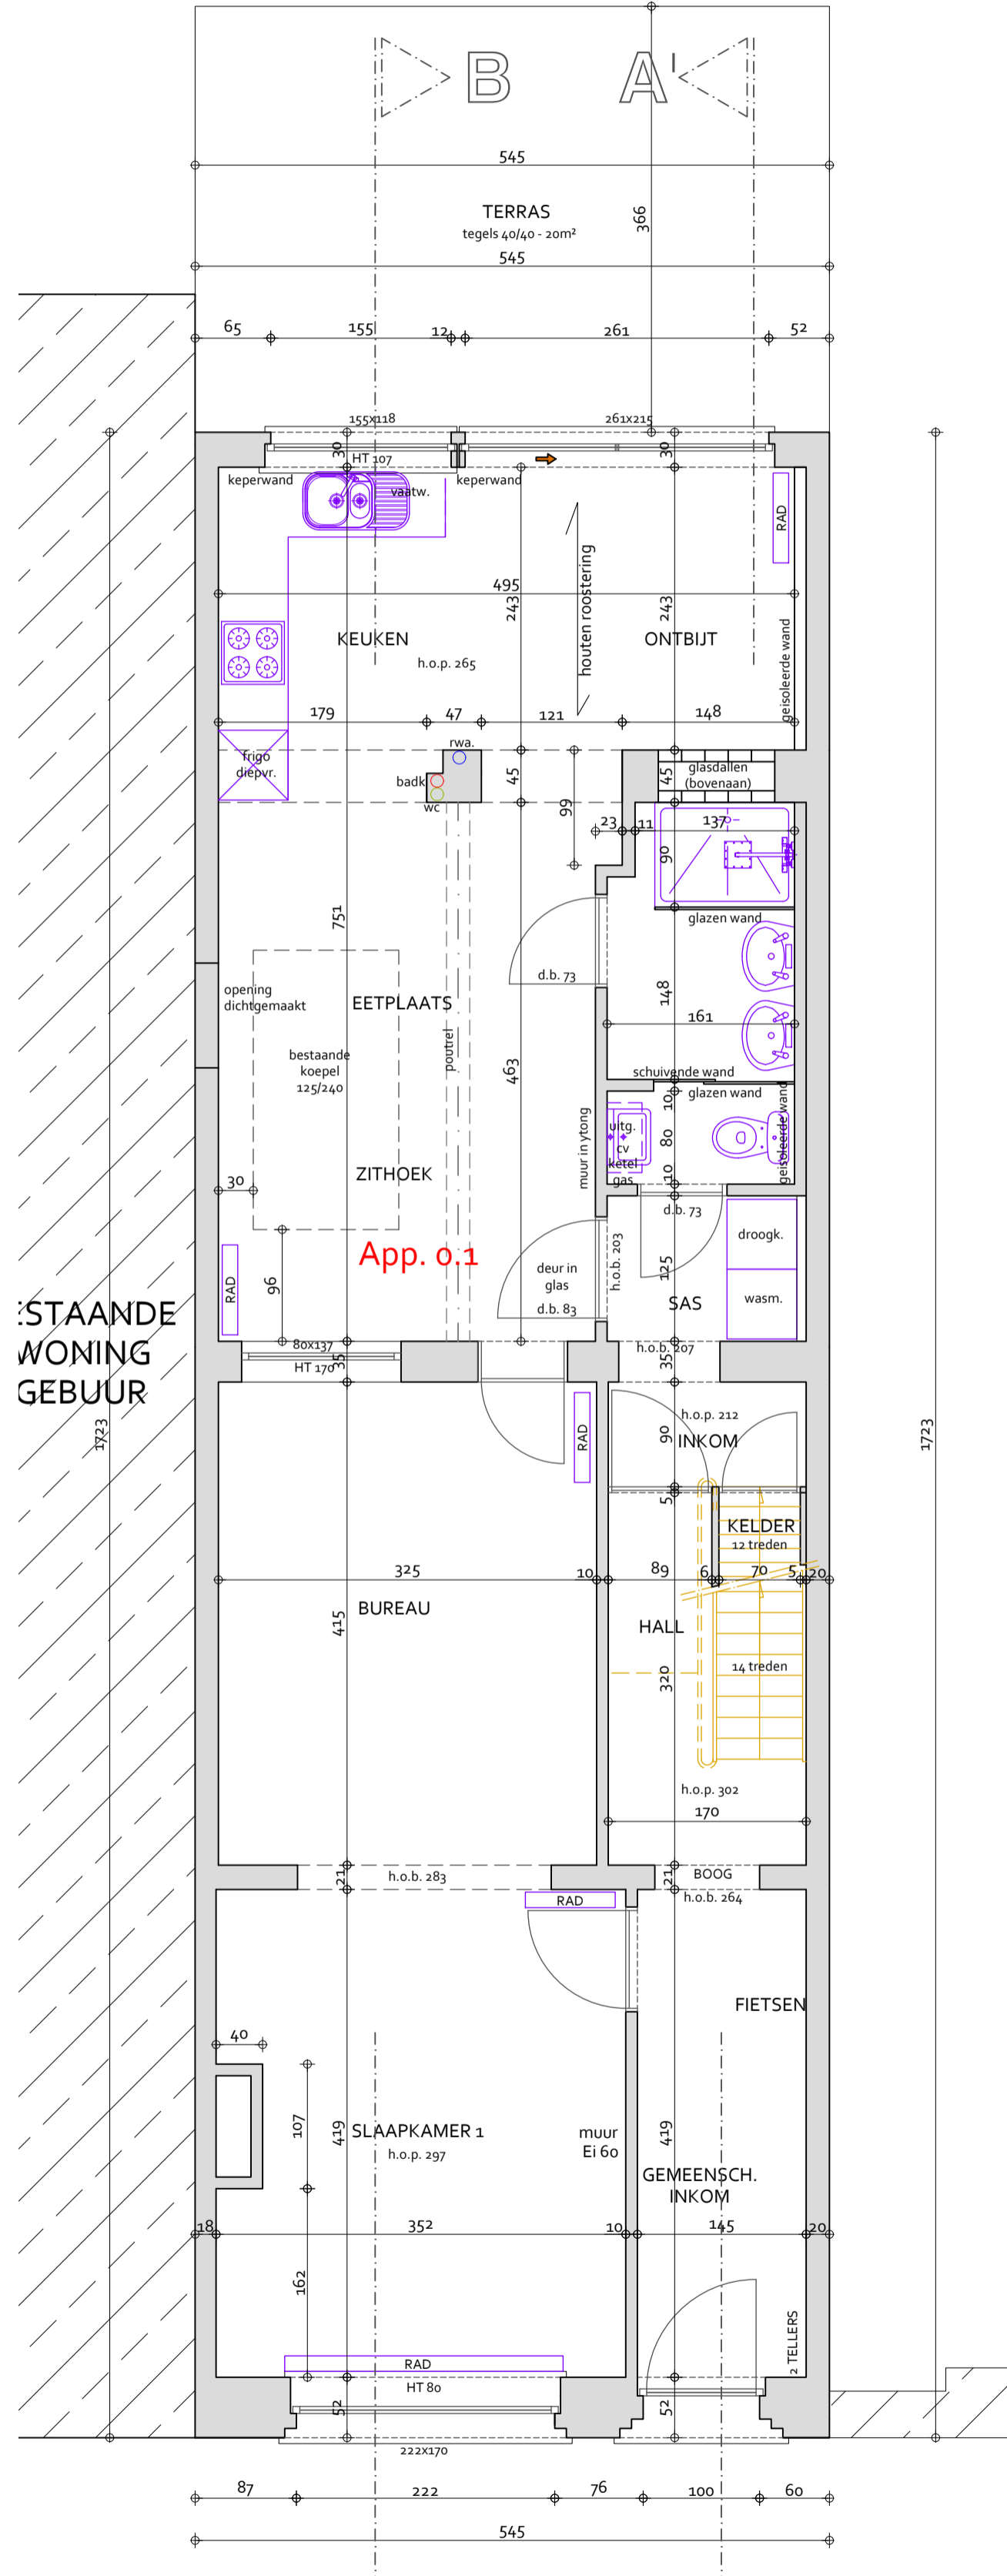 B A'
545
TERRAS
tegels 40/40 - 20m²
366
545
65 155 12 261 52
155x118 261x215
30 30
HT 107
keperwand keperwand
vaatw.
RAD
houten roostering
495
243 243
KEUKEN ONTBIJT
h.o.p. 265
geisoleerde wand
179 47 121 148
rwa.
frigo
diepvr.
badk
wc
45 45
glasdallen
(bovenaan)
99
23 11 137
90
glazen wand
751
d.b. 73
opening
dichtgemaakt
EETPLAATS
148
161
poutrel
bestaande
koepel
125/240
463
schuivende wand
glazen wand
10
muur in ytong
uitg.
cv
ketel
gas
80
geisoleerde wand
ZITHOEK
10
30
d.b. 73
droogk.
App. 0.1
h.o.b. 203
RAD
96
deur in
glas
d.b. 83
125
wasm.
SAS
ESTAANDE
WONING
GEBUUR
80x137
HT 170
35
h.o.b. 207
35
1723 1723
h.o.p. 212
RAD
90
INKOM
5
KELDER
12 treden
325 10 89 6 70 5 20
BUREAU
415
HALL
320
14 treden
h.o.p. 302
170
21
h.o.b. 283
21
BOOG
h.o.b. 264
RAD
FIETSEN
40
107
419
SLAAPKAMER 1
h.o.p. 297
muur
Ei 60
419
GEMEENSCH.
INKOM
18 352 10 145 20
162
2 TELLERS
RAD
HT 80
52 52
222x170
87 222 76 100 60
545